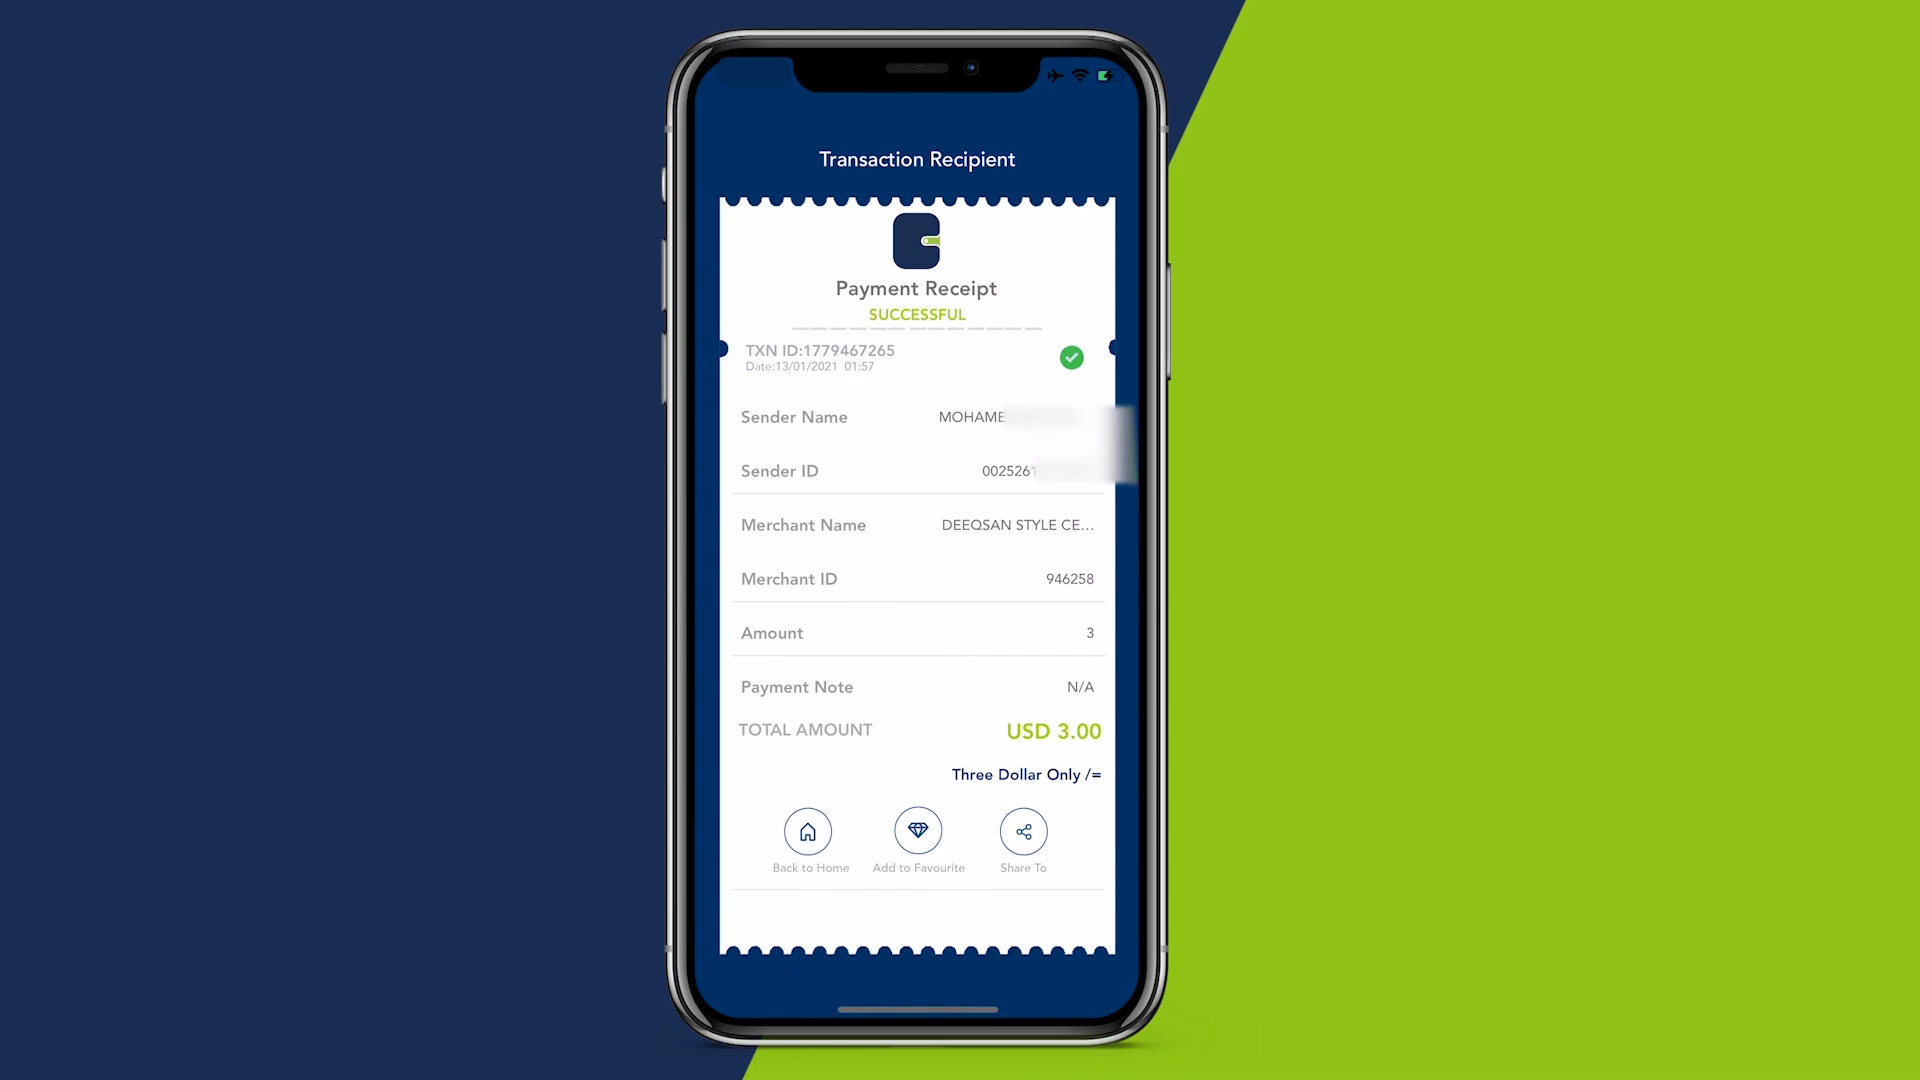 Transaction Recipient
Payment Receipt
SUCCESSFUL
TXN ID:1779467265
Date:13/01/2021 01:57
Sender Name MOHAME
Sender ID 0025261
Merchant Name DEEQSAN STYLE CE...
Merchant ID 946258
Amount 3
Payment Note N/A
TOTAL AMOUNT USD 3.00
Three Dollar Only /=
Back to Home Add to Favourite Share To